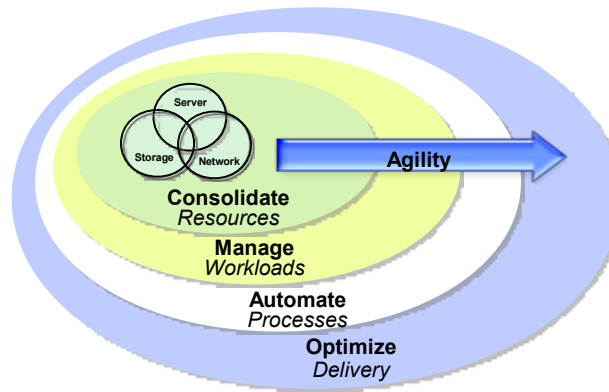 Server
Storage
Network
Agility
Consolidate
Resources
Manage
Workloads
Automate
Processes
Optimize
Delivery